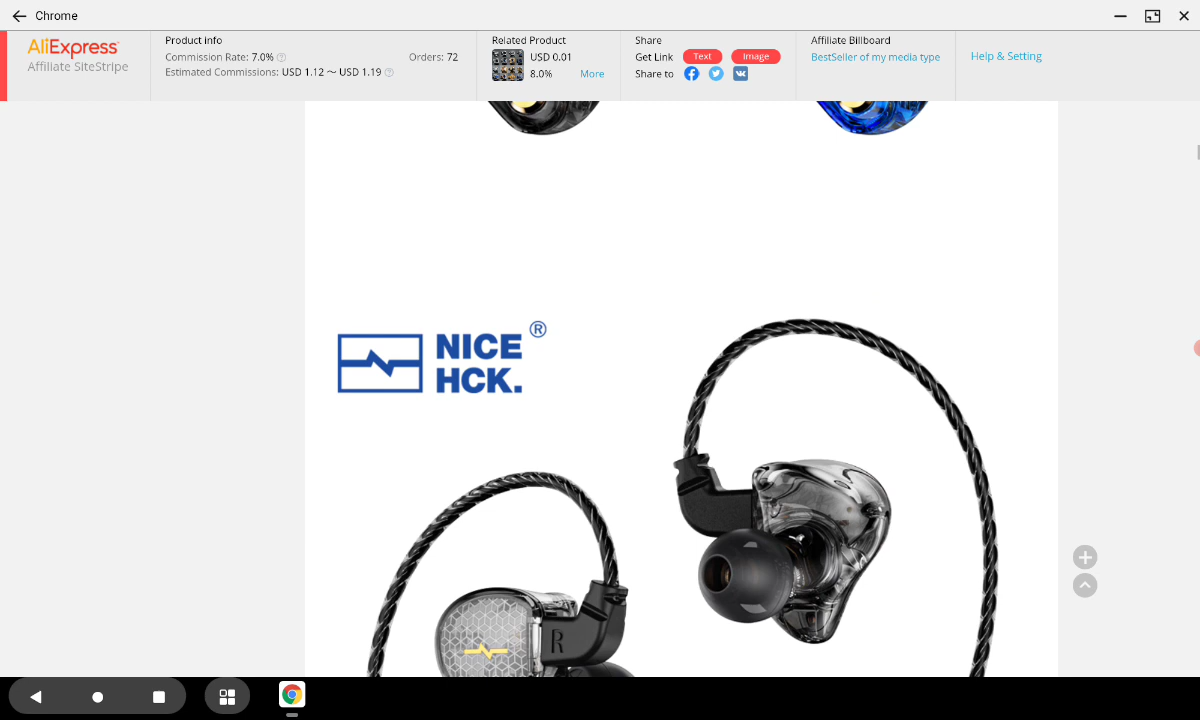 Chrome
AliExpress™
Affiliate SiteStripe
Product info
Commission Rate: 7.0%
Orders: 72
Estimated Commissions: USD 1.12 ～ USD 1.19
Related Product
USD 0.01
8.0%
More
Share
Get Link
Text
Image
Share to
Affiliate Billboard
BestSeller of my media type
Help & Setting
NICE
HCK.
®
R